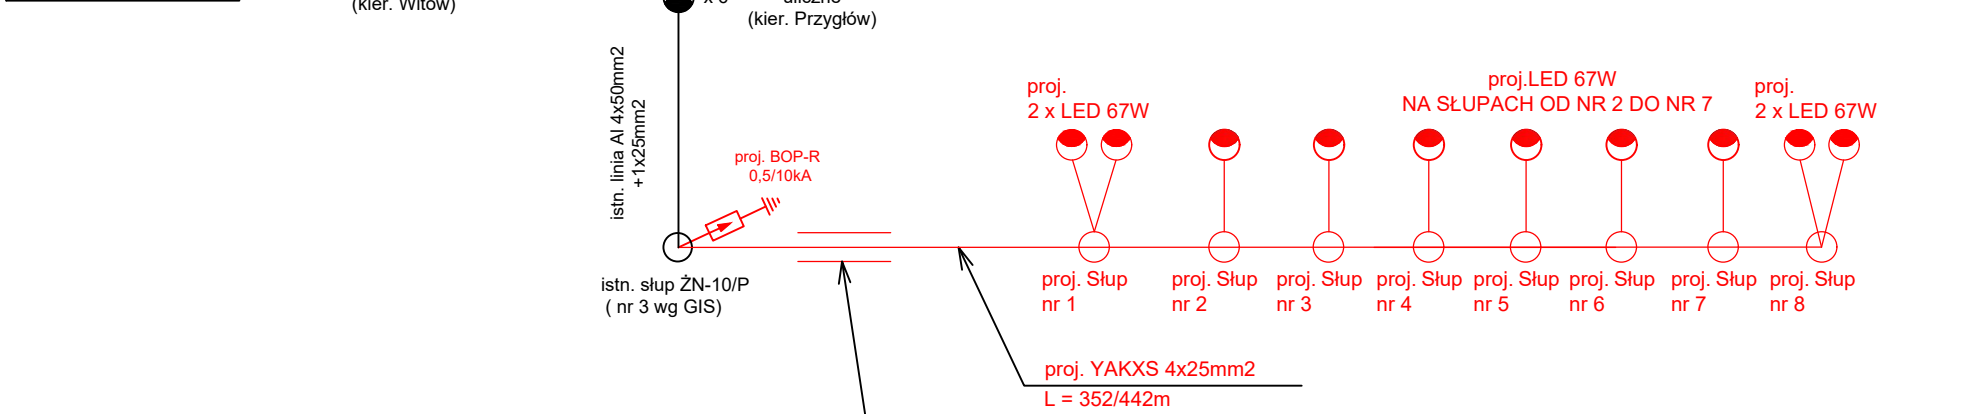 (kier. Witów)
x 6
uliczne
(kier. Przygłów)
istn. linia Al 4x50mm2
+1x25mm2
proj. BOP-R
0,5/10kA
istn. słup ŻN-10/P
( nr 3 wg GIS)
proj.
2 x LED 67W
proj.LED 67W
NA SŁUPACH OD NR 2 DO NR 7
proj.
2 x LED 67W
proj. Słup
nr 1
proj. Słup
nr 2
proj. Słup
nr 3
proj. Słup
nr 4
proj. Słup
nr 5
proj. Słup
nr 6
proj. Słup
nr 7
proj. Słup
nr 8
proj. YAKXS 4x25mm2
L = 352/442m